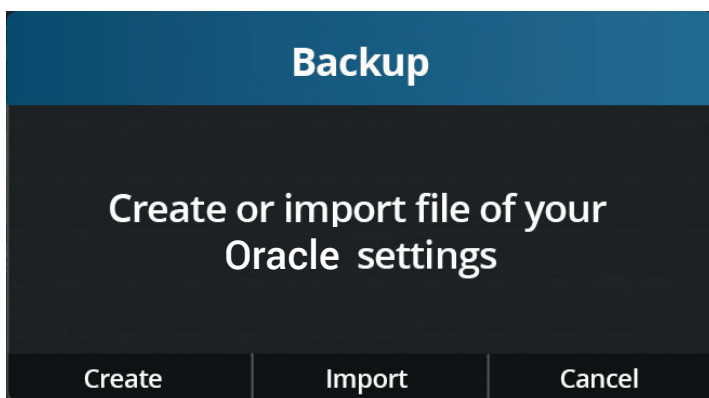 Backup
Create or import file of your
Oracle settings
Create Import Cancel